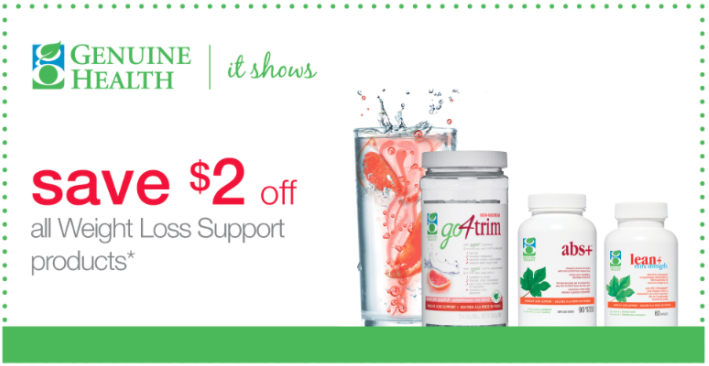 GENUINE
HEALTH
it shows
save $2 off
all Weight Loss Support
products*
go4trim
abs+
lean+